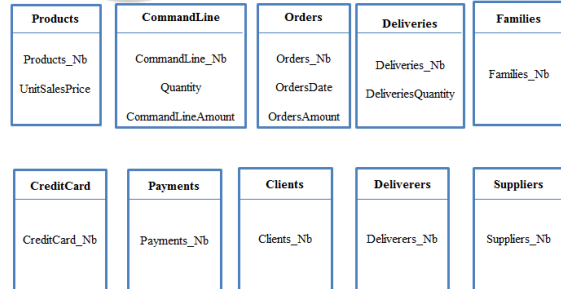 Products
Products_Nb
UnitSalesPrice
CommandLine
CommandLine_Nb
Quantity
CommandLineAmount
Orders
Orders_Nb
OrdersDate
OrdersAmount
Deliveries
Deliveries_Nb
DeliveriesQuantity
Families
Families_Nb
CreditCard
CreditCard_Nb
Payments
Payments_Nb
Clients
Clients_Nb
Deliverers
Deliverers_Nb
Suppliers
Suppliers_Nb